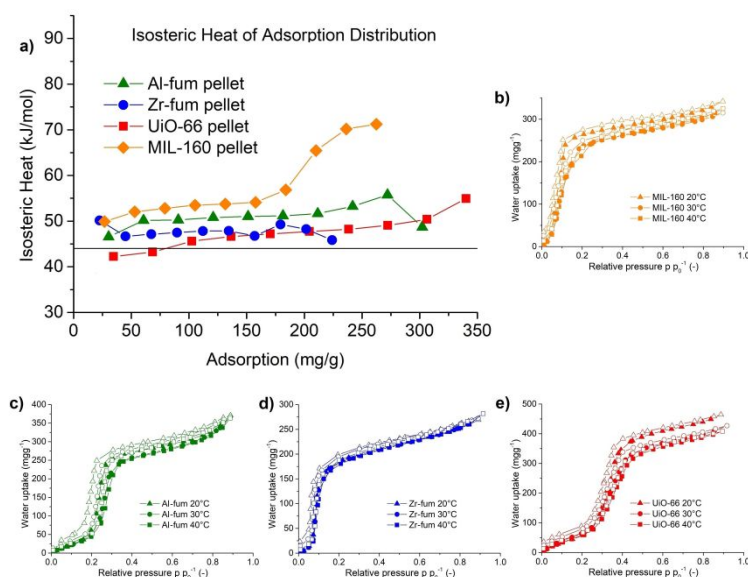 a)
Isosteric Heat of Adsorption Distribution
Al-fum pellet
Zr-fum pellet
UiO-66 pellet
MIL-160 pellet
Isosteric Heat (kJ/mol)
90
80
70
60
50
40
30
0 50 100 150 200 250 300 350
Adsorption (mg/g)
b)
Water uptake (mgg⁻¹)
300
200
100
0
MIL-160 20°C
MIL-160 30°C
MIL-160 40°C
0.0 0.2 0.4 0.6 0.8 1.0
Relative pressure p p₀⁻¹ (-)
c)
Water uptake (mgg⁻¹)
400
350
300
250
200
150
100
50
0
Al-fum 20°C
Al-fum 30°C
Al-fum 40°C
0.0 0.2 0.4 0.6 0.8 1.0
Relative pressure p p₀⁻¹ (-)
d)
Water uptake (mgg⁻¹)
300
250
200
150
100
50
0
Zr-fum 20°C
Zr-fum 30°C
Zr-fum 40°C
0.0 0.2 0.4 0.6 0.8 1.0
Relative pressure p p₀⁻¹ (-)
e)
Water uptake (mgg⁻¹)
500
400
300
200
100
0
UiO-66 20°C
UiO-66 30°C
UiO-66 40°C
0.0 0.2 0.4 0.6 0.8 1.0
Relative pressure p p₀⁻¹ (-)